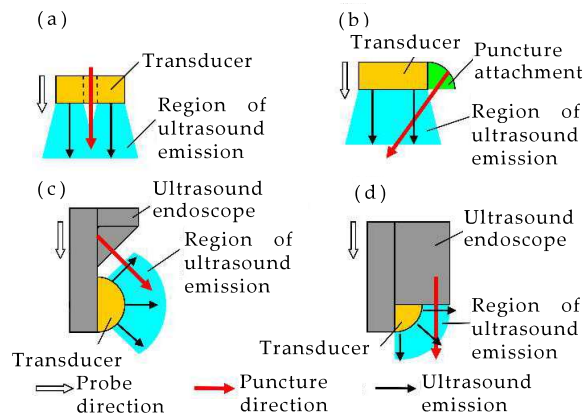 (a)
Transducer
Region of
ultrasound
emission
(b)
Transducer
Puncture
attachment
Region of
ultrasound
emission
(c)
Ultrasound
endoscope
Region of
ultrasound
emission
Transducer
(d)
Ultrasound
endoscope
Region of
ultrasound
emission
Transducer
Probe
direction
Puncture
direction
Ultrasound
emission